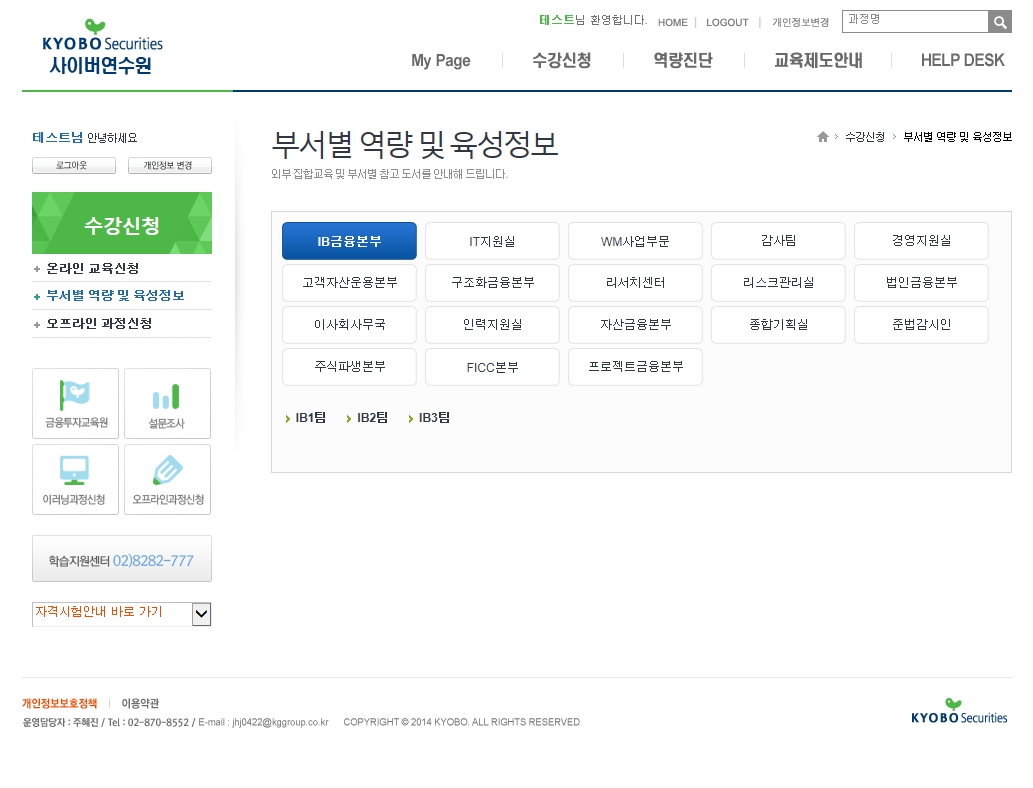 테스트님 환영합니다. HOME LOGOUT 개인정보변경 과정명
KYOBO Securities
사이버연수원
My Page 수강신청 역량진단 교육제도안내 HELP DESK
테스트님 안녕하세요
로그아웃 개인정보 변경
수강신청
온라인 교육신청
부서별 역량 및 육성정보
오프라인 과정신청
금융투자교육원 설문조사
이러닝과정신청 오프라인과정신청
학습지원센터 02)8282-777
자격시험안내 바로 가기
수강신청 부서별 역량 및 육성정보
부서별 역량 및 육성정보
외부 집합교육 및 부서별 참고 도서를 안내해 드립니다.
IB금융본부 IT지원실 WM사업부문 감사팀 경영지원실
고객자산운용본부 구조화금융본부 리서치센터 리스크관리실 법인금융본부
이사회사무국 인력지원실 자산금융본부 종합기획실 준법감시인
주식파생본부 FICC본부 프로젝트금융본부
IB1팀 IB2팀 IB3팀
개인정보보호정책 이용약관
운영담당자 : 주혜진 / Tel : 02-870-8552 / E-mail : jhj0422@kggroup.co.kr COPYRIGHT © 2014 KYOBO. ALL RIGHTS RESERVED
KYOBO Securities